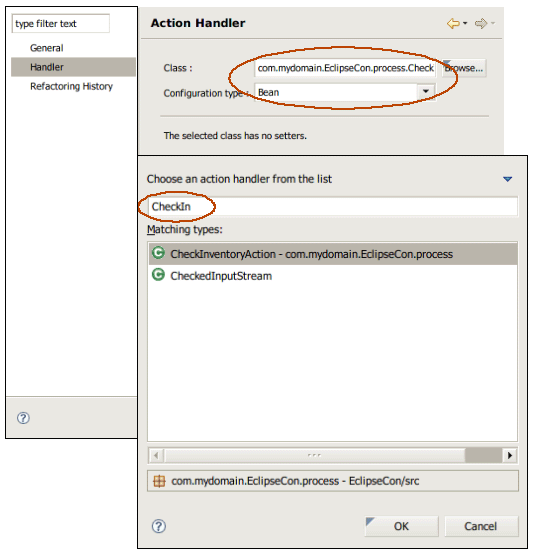 type filter text
General
Handler
Refactoring History
Action Handler
Class :
com.mydomain.EclipseCon.process.Check
Browse...
Configuration type :
Bean
The selected class has no setters.
Choose an action handler from the list
CheckIn
Matching types:
CheckInventoryAction - com.mydomain.EclipseCon.process
CheckedInputStream
com.mydomain.EclipseCon.process - EclipseCon/src
OK
Cancel